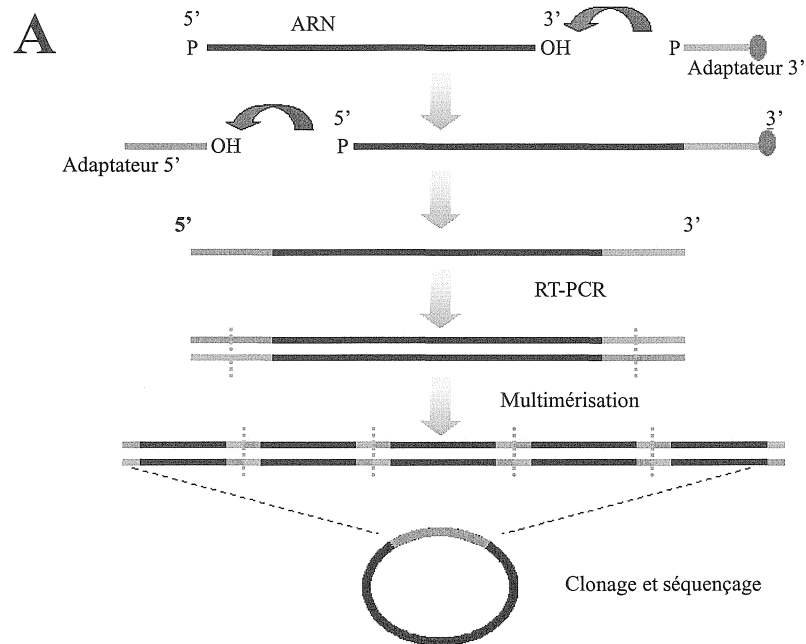 A
5' ARN 3'
P OH P
Adaptateur 3'
5' 3'
OH P
Adaptateur 5'
5' 3'
RT-PCR
Multimérisation
Clonage et séquençage